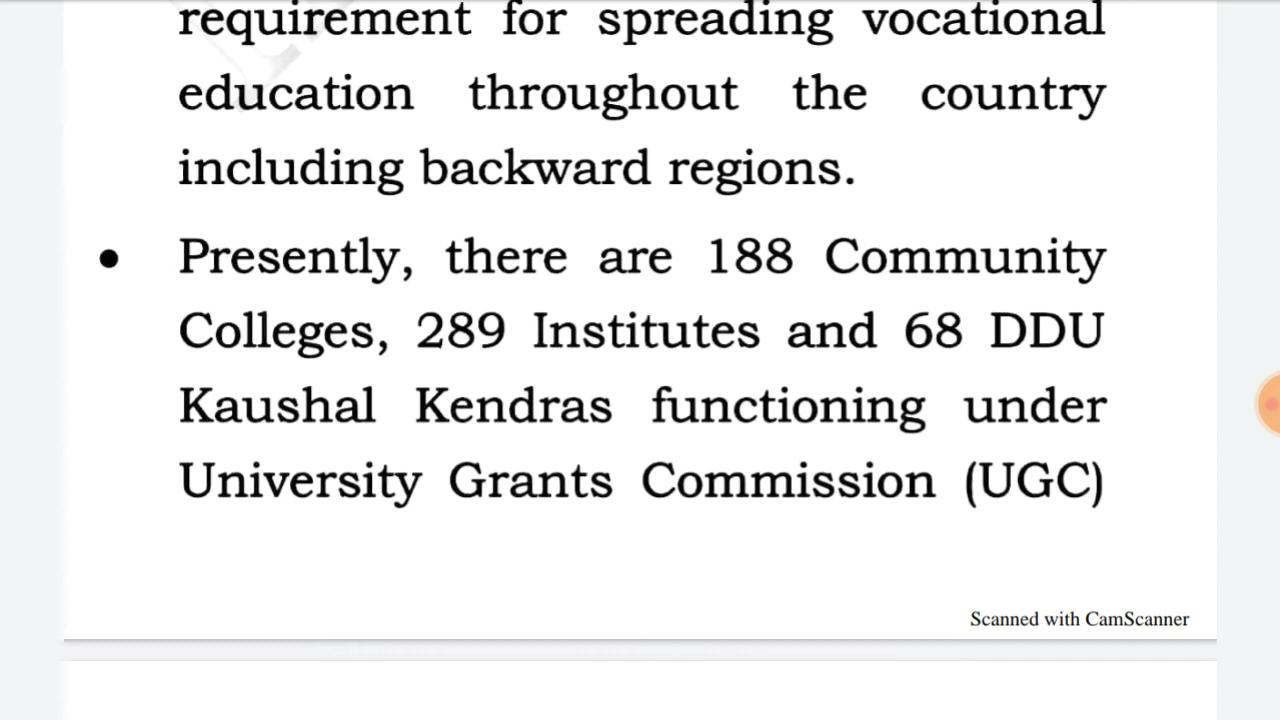 requirement for spreading vocational
education throughout the country
including backward regions.
• Presently, there are 188 Community
Colleges, 289 Institutes and 68 DDU
Kaushal Kendras functioning under
University Grants Commission (UGC)
Scanned with CamScanner